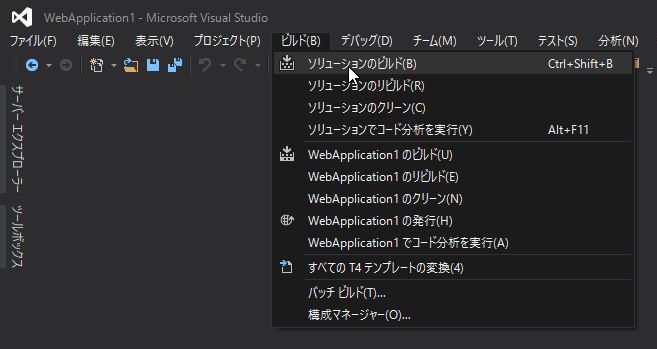 WebApplication1 - Microsoft Visual Studio
ファイル(F) 編集(E) 表示(V) プロジェクト(P) ビルド(B) デバッグ(D) チーム(M) ツール(T) テスト(S) 分析(N)
ソリューションのビルド(B) Ctrl+Shift+B
ソリューションのリビルド(R)
ソリューションのクリーン(C)
ソリューションでコード分析を実行(Y) Alt+F11
WebApplication1 のビルド(U)
WebApplication1 のリビルド(E)
WebApplication1 のクリーン(N)
WebApplication1 の発行(H)
WebApplication1 でコード分析を実行(A)
すべての T4 テンプレートの変換(4)
バッチ ビルド(T)...
構成マネージャー(O)...
サーバー エクスプローラー
ツールボックス